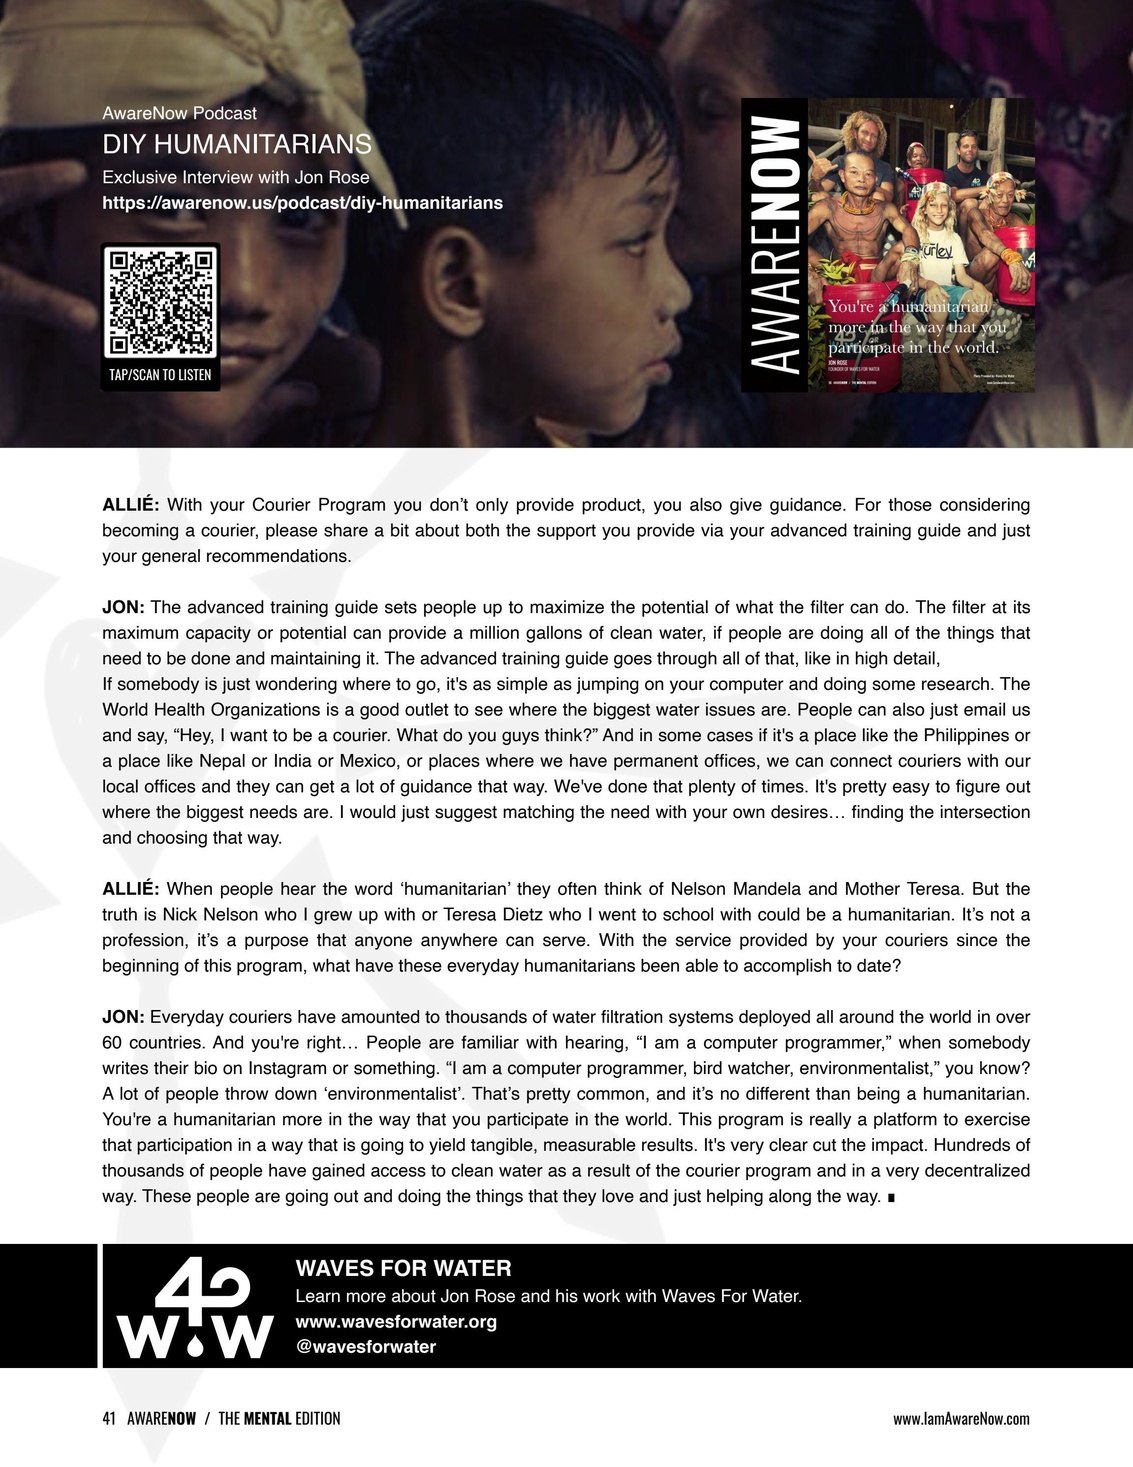 AwareNow Podcast
DIY HUMANITARIANS
Exclusive Interview with Jon Rose
https://awarenow.us/podcast/diy-humanitarians
TAP/SCAN TO LISTEN
AWARENOW
You're a humanitarian
more in the way that you
participate in the world.
JON ROSE
FOUNDER OF WAVES FOR WATER
ALLIÉ: With your Courier Program you don’t only provide product, you also give guidance. For those considering
becoming a courier, please share a bit about both the support you provide via your advanced training guide and just
your general recommendations.
JON: The advanced training guide sets people up to maximize the potential of what the filter can do. The filter at its
maximum capacity or potential can provide a million gallons of clean water, if people are doing all of the things that
need to be done and maintaining it. The advanced training guide goes through all of that, like in high detail,
If somebody is just wondering where to go, it's as simple as jumping on your computer and doing some research. The
World Health Organizations is a good outlet to see where the biggest water issues are. People can also just email us
and say, “Hey, I want to be a courier. What do you guys think?” And in some cases if it's a place like the Philippines or
a place like Nepal or India or Mexico, or places where we have permanent offices, we can connect couriers with our
local offices and they can get a lot of guidance that way. We've done that plenty of times. It's pretty easy to figure out
where the biggest needs are. I would just suggest matching the need with your own desires… finding the intersection
and choosing that way.
ALLIÉ: When people hear the word ‘humanitarian’ they often think of Nelson Mandela and Mother Teresa. But the
truth is Nick Nelson who I grew up with or Teresa Dietz who I went to school with could be a humanitarian. It’s not a
profession, it’s a purpose that anyone anywhere can serve. With the service provided by your couriers since the
beginning of this program, what have these everyday humanitarians been able to accomplish to date?
JON: Everyday couriers have amounted to thousands of water filtration systems deployed all around the world in over
60 countries. And you're right… People are familiar with hearing, “I am a computer programmer,” when somebody
writes their bio on Instagram or something. “I am a computer programmer, bird watcher, environmentalist,” you know?
A lot of people throw down ‘environmentalist’. That’s pretty common, and it’s no different than being a humanitarian.
You're a humanitarian more in the way that you participate in the world. This program is really a platform to exercise
that participation in a way that is going to yield tangible, measurable results. It's very clear cut the impact. Hundreds of
thousands of people have gained access to clean water as a result of the courier program and in a very decentralized
way. These people are going out and doing the things that they love and just helping along the way. ∎
W4W
WAVES FOR WATER
Learn more about Jon Rose and his work with Waves For Water.
www.wavesforwater.org
@wavesforwater
41 AWARENOW / THE MENTAL EDITION
www.IamAwareNow.com